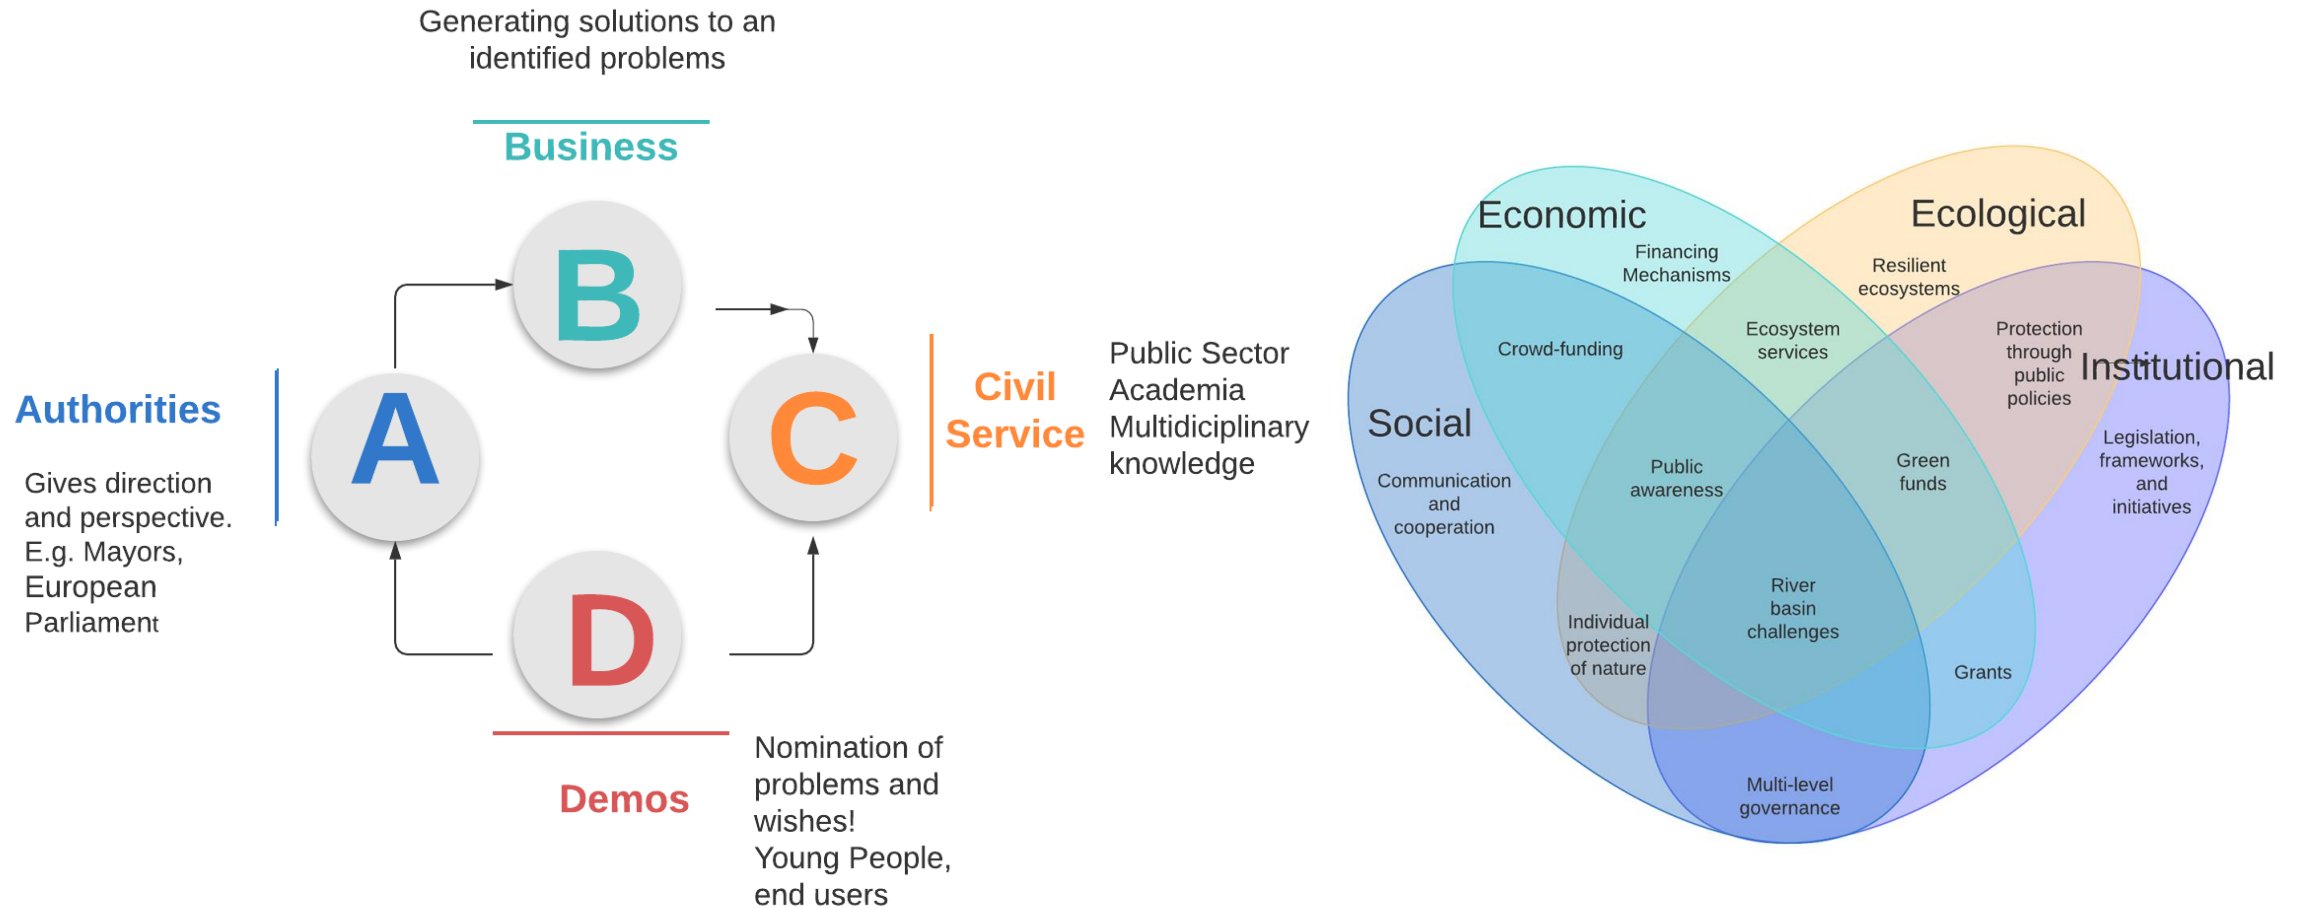 Generating solutions to an
identified problems
Business
B
Authorities
A
Gives direction
and perspective.
E.g. Mayors,
European
Parliament
C
Civil
Service
Public Sector
Academia
Multidiciplinary
knowledge
D
Demos
Nomination of
problems and
wishes!
Young People,
end users
Economic
Financing
Mechanisms
Ecological
Resilient
ecosystems
Crowd-funding
Ecosystem
services
Protection
through
public
policies
Institutional
Social
Legislation,
frameworks,
and
initiatives
Communication
and
cooperation
Public
awareness
Green
funds
River
basin
challenges
Individual
protection
of nature
Grants
Multi-level
governance